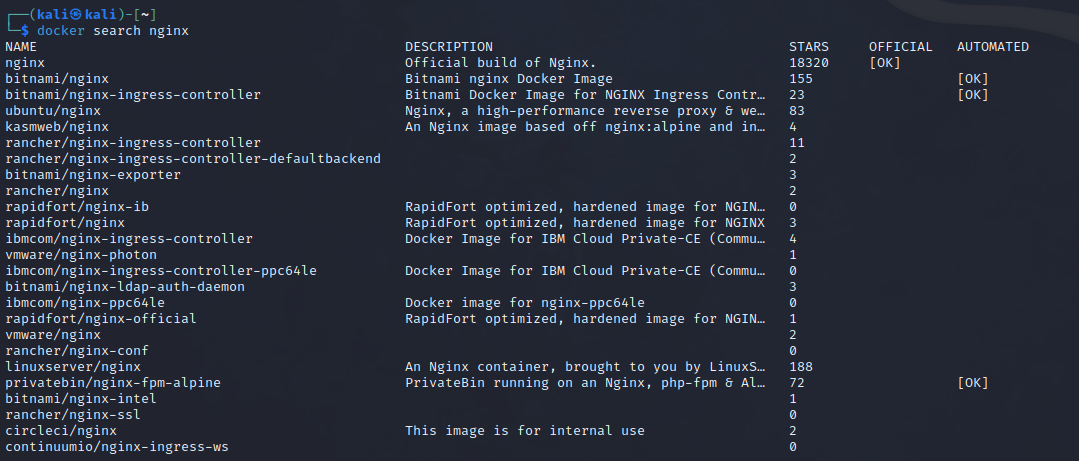 ┌──(kali㉿kali)-[~]
└─$ docker search nginx
NAME DESCRIPTION STARS OFFICIAL AUTOMATED
nginx Official build of Nginx. 18320 [OK]
bitnami/nginx Bitnami nginx Docker Image 155 [OK]
bitnami/nginx-ingress-controller Bitnami Docker Image for NGINX Ingress Contr… 23 [OK]
ubuntu/nginx Nginx, a high-performance reverse proxy & we… 83
kasmweb/nginx An Nginx image based off nginx:alpine and in… 4
rancher/nginx-ingress-controller 11
rancher/nginx-ingress-controller-defaultbackend 2
bitnami/nginx-exporter 3
rancher/nginx 2
rapidfort/nginx-ib RapidFort optimized, hardened image for NGIN… 0
rapidfort/nginx RapidFort optimized, hardened image for NGINX 3
ibmcom/nginx-ingress-controller Docker Image for IBM Cloud Private-CE (Commu… 4
vmware/nginx-photon 1
ibmcom/nginx-ingress-controller-ppc64le Docker Image for IBM Cloud Private-CE (Commu… 0
bitnami/nginx-ldap-auth-daemon 3
ibmcom/nginx-ppc64le Docker image for nginx-ppc64le 0
rapidfort/nginx-official RapidFort optimized, hardened image for NGIN… 1
vmware/nginx 2
rancher/nginx-conf 0
linuxserver/nginx An Nginx container, brought to you by LinuxS… 188
privatebin/nginx-fpm-alpine PrivateBin running on an Nginx, php-fpm & Al… 72 [OK]
bitnami/nginx-intel 1
rancher/nginx-ssl 0
circleci/nginx This image is for internal use 2
continuumio/nginx-ingress-ws 0